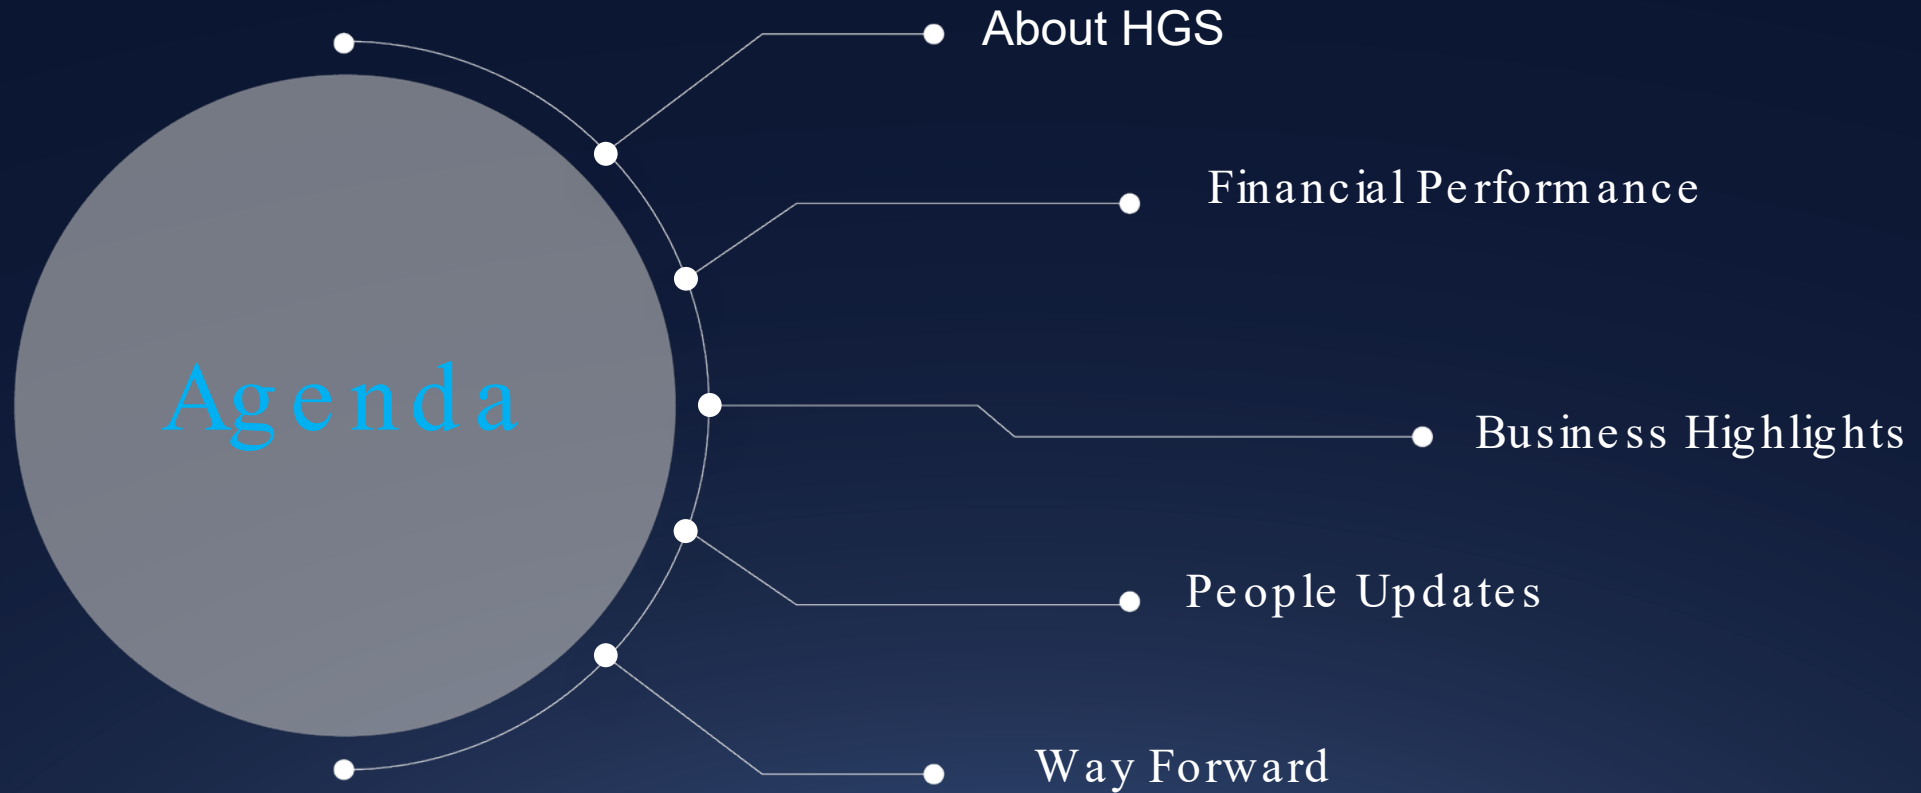 About HGS
Financial Performance
Agenda
Business Highlights
People Updates
Way Forward